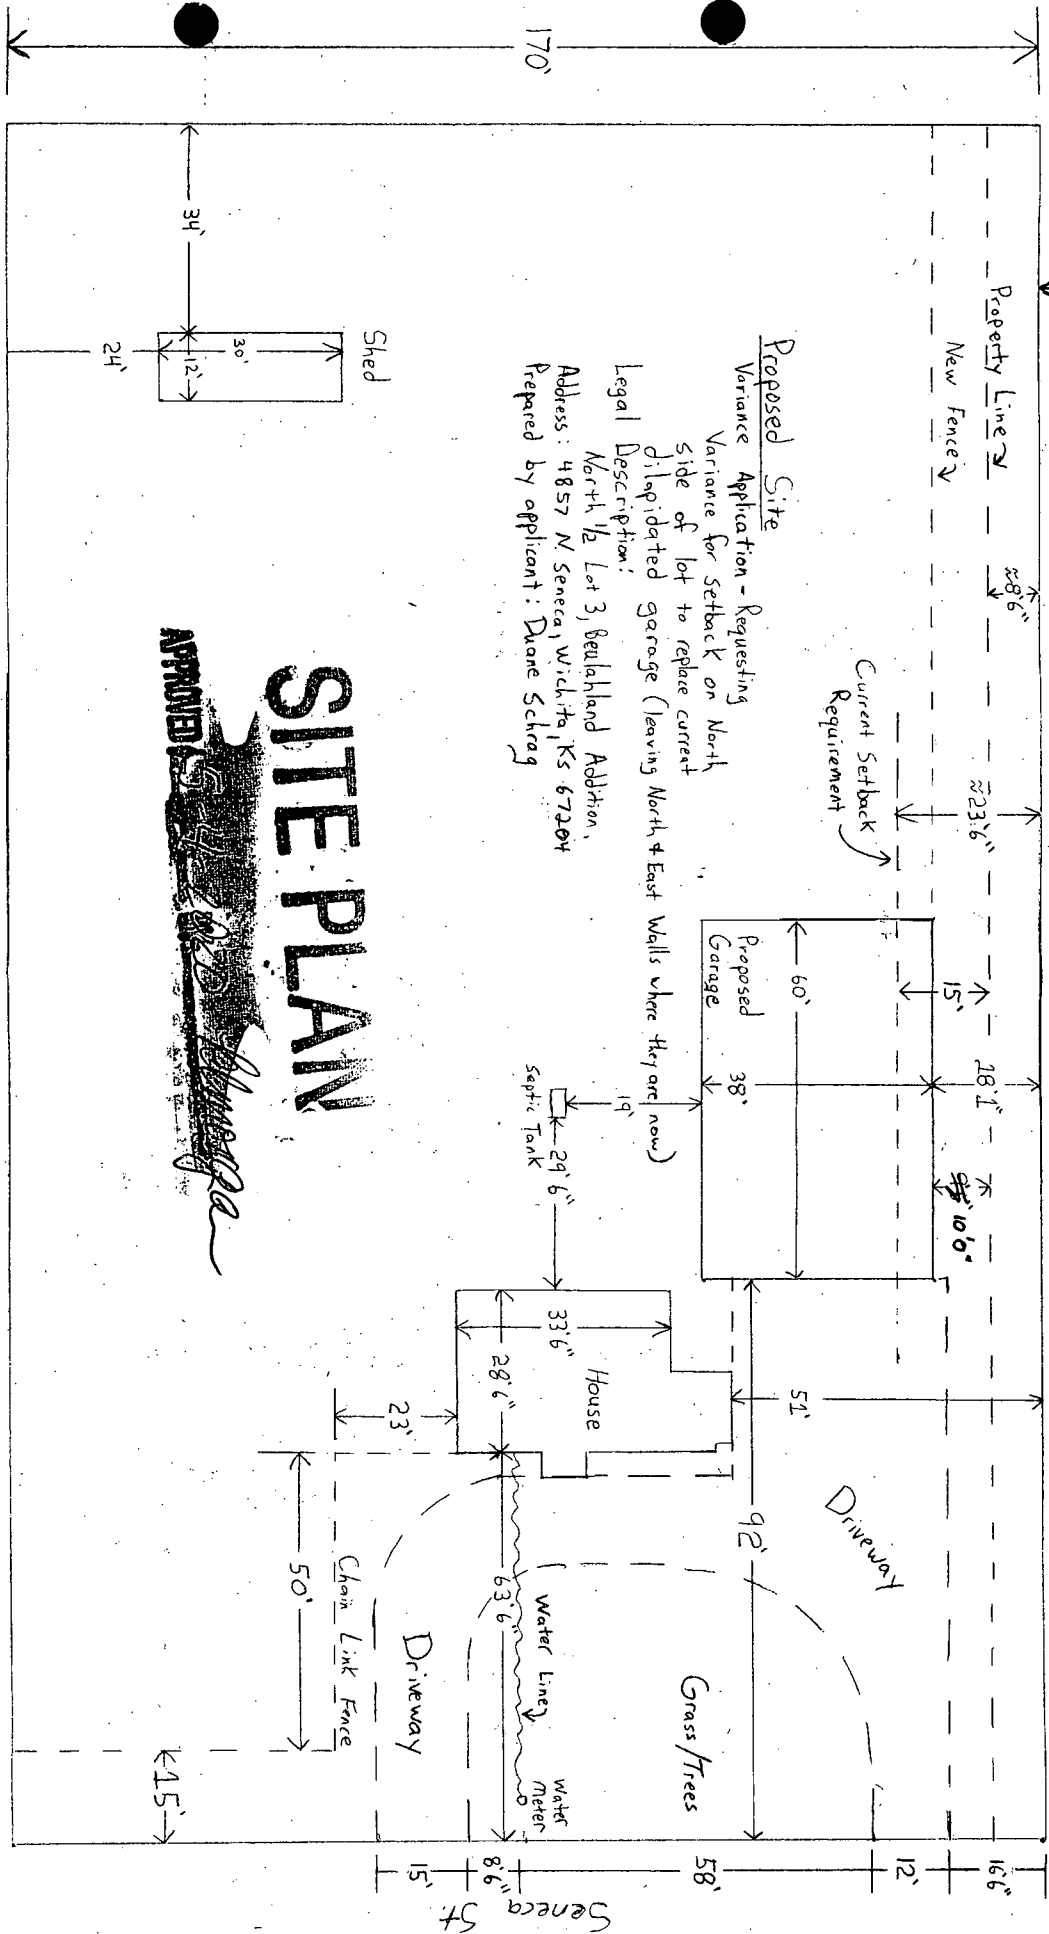 170'
Property Line
New Fence
≈8'6"
Current Setback
Requirement
≈23'6"
15'
18'1"
10'0"
Proposed Site
Variance Application - Requesting
Variance for Setback on North
side of lot to replace current
dilapidated garage (leaving North & East Walls where they are now)
Legal Description:
North 1/2 Lot 3, Beulahland Addition,
Address: 4857 N. Seneca, Wichita, Ks 67204
Prepared by applicant: Duane Schrag
Proposed
Garage
60'
38'
19'
Septic Tank
29'6"
34'
Shed
30'
12'
24'
SITE PLAN
APPROVED
House
33'6"
28'6"
51'
92'
23'
50'
Chain Link Fence
15'
Driveway
Driveway
63'6"
Water Line
Water
Meter
Grass/Trees
16'6"
12'
58'
8'6"
15'
Seneca
St.